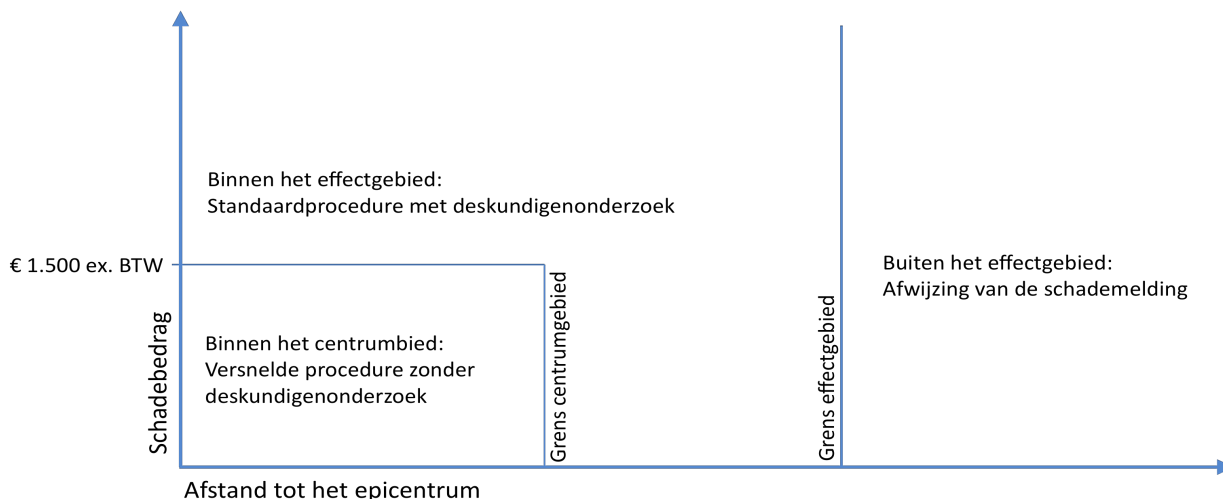 Binnen het effectgebied:
Standaardprocedure met deskundigenonderzoek
€ 1.500 ex. BTW
Buiten het effectgebied:
Afwijzing van de schademelding
Binnen het centrumbied:
Versnelde procedure zonder
deskundigenonderzoek
Schadebedrag
Grens centrumgebied
Grens effectgebied
Afstand tot het epicentrum